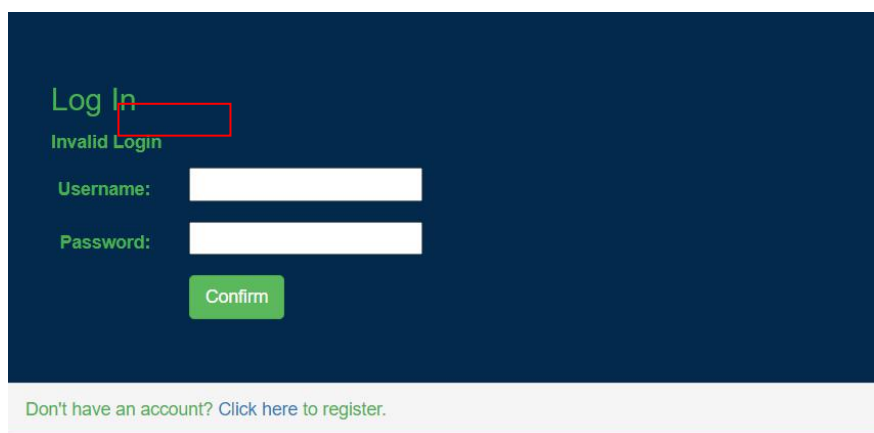 Log In
Invalid Login
Username:
Password:
Confirm
Don't have an account? Click here to register.